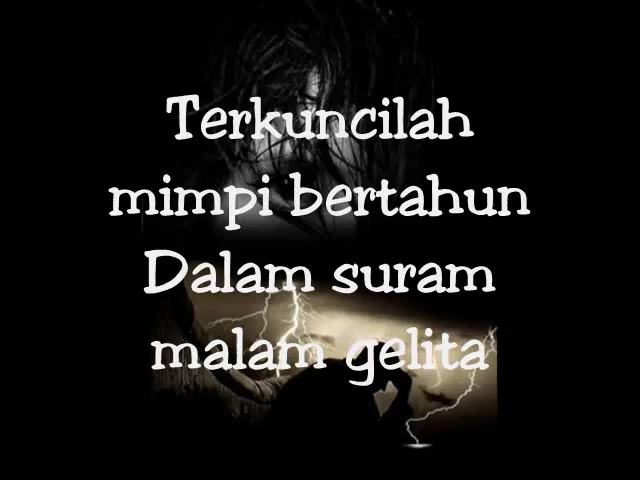 Terkuncilah
mimpi bertahun
Dalam suram
malam gelita